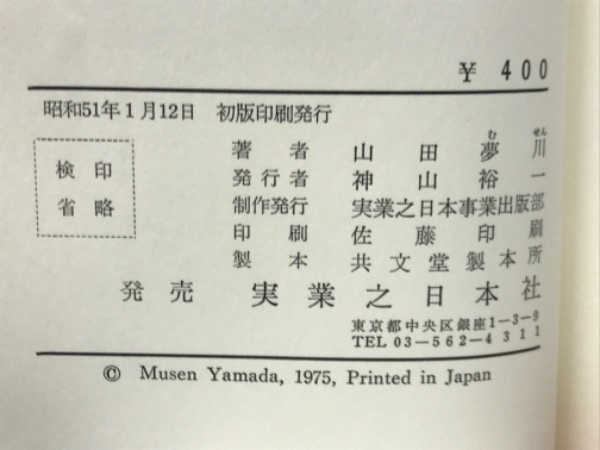 ¥ 400
昭和51年1月12日 初版印刷発行
検印
省略
著者 山田夢川
むせん
発行者 神山裕一
制作発行 実業之日本事業出版部
印刷 佐藤印刷
製本 共文堂製本所
発売 実業之日本社
東京都中央区銀座1-3-9
TEL 03-562-4311
© Musen Yamada, 1975, Printed in Japan